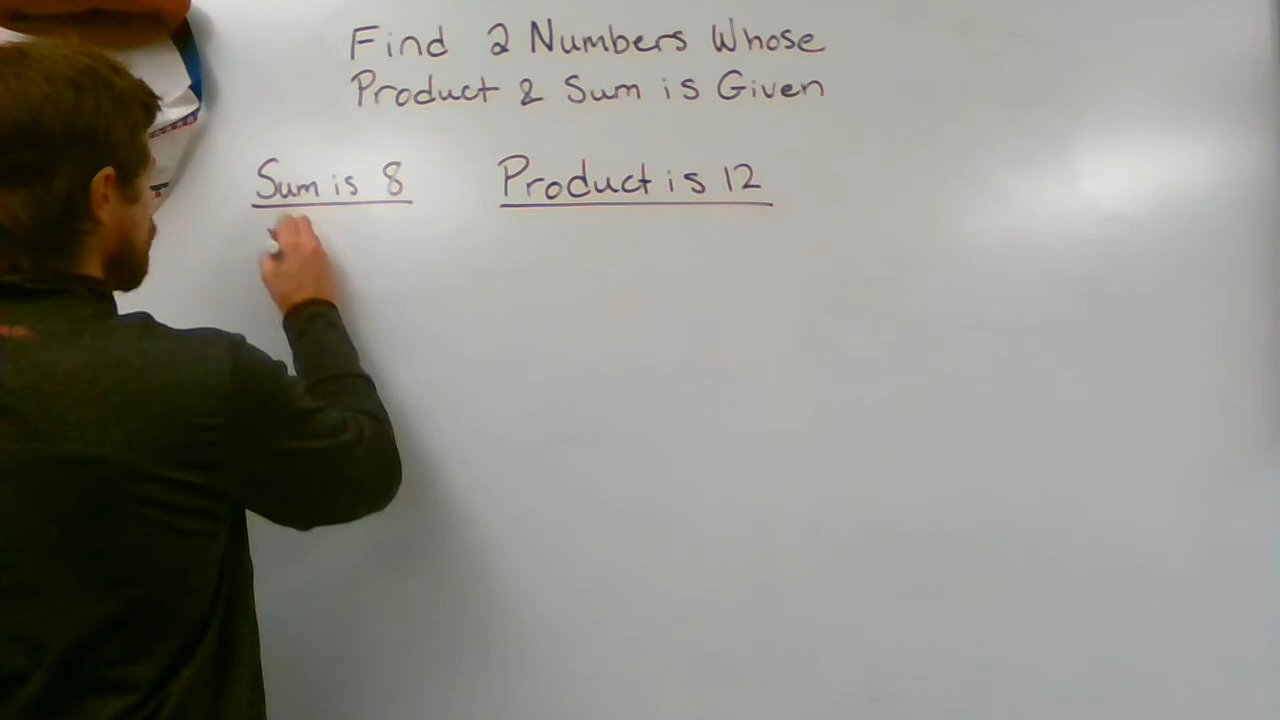 Find 2 Numbers Whose
Product & Sum is Given
Sum is 8 Product is 12